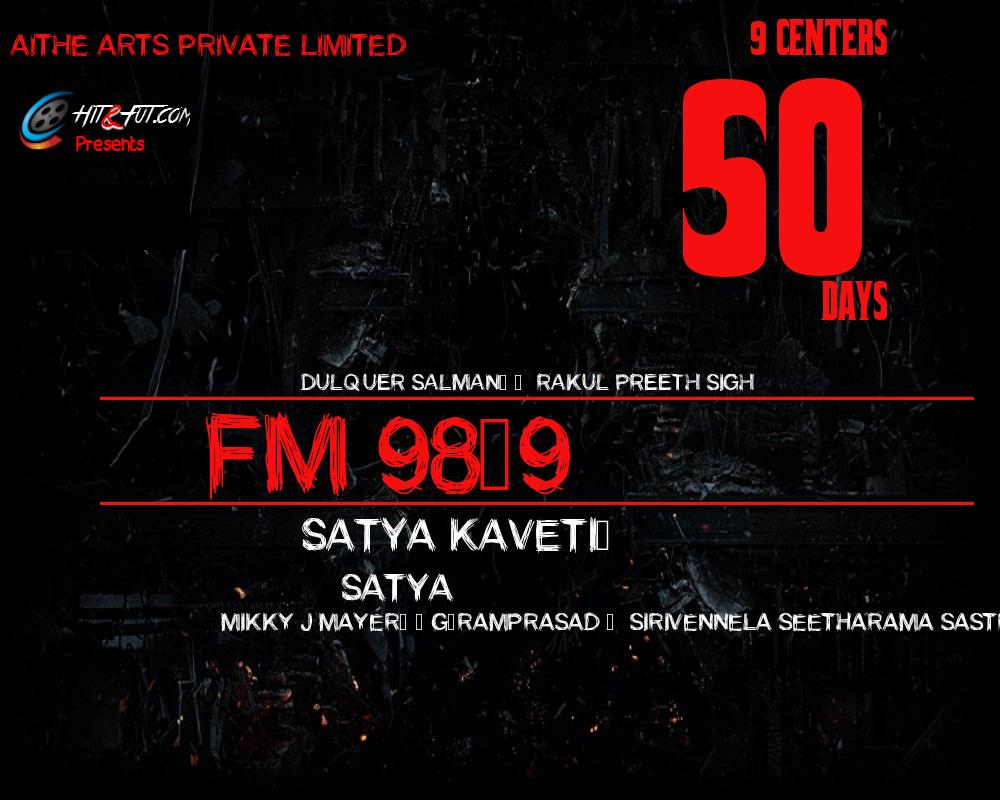 AITHE ARTS PRIVATE LIMITED
HIT&FUT.COM
Presents
9 CENTERS
50
DAYS
DULQUER SALMAN▯ ▯ RAKUL PREETH SIGH
FM 98▯9
SATYA KAVETI▯
SATYA
MIKKY J MAYER▯ ▯ G▯RAMPRASAD ▯ SIRIVENNELA SEETHARAMA